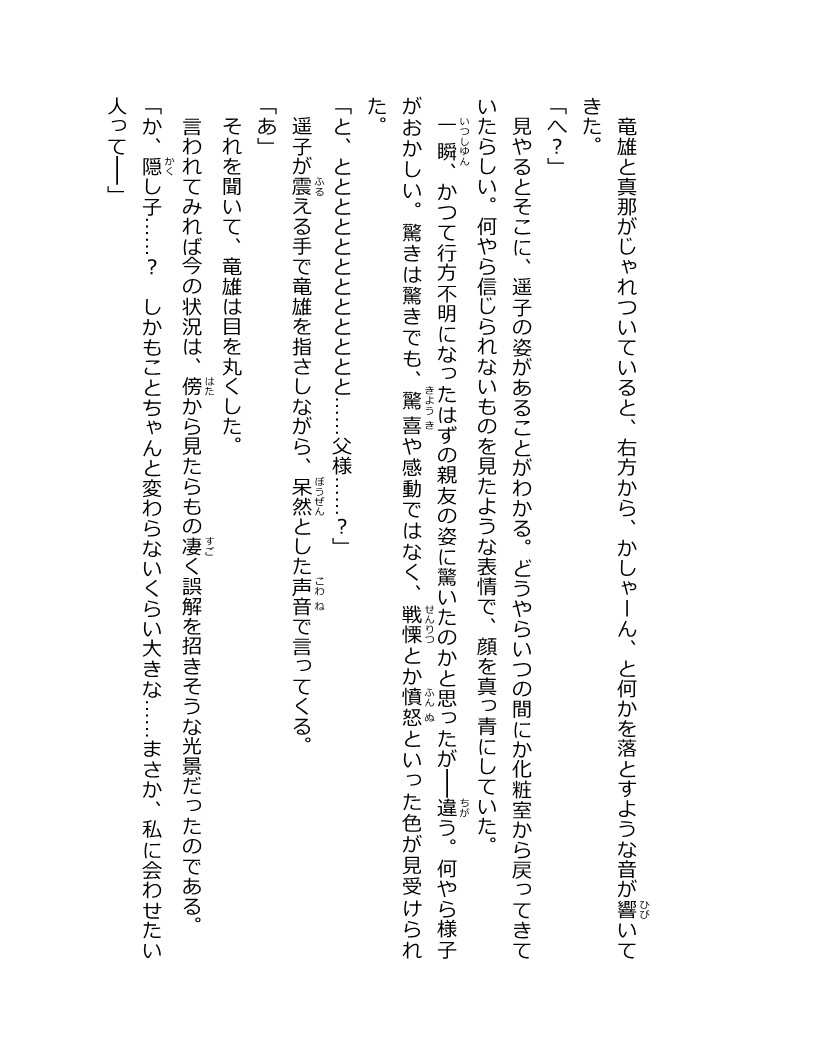 竜雄と真那がじゃれついていると、右方から、かしゃーん、と何かを落とすような音が響いて
きた。
「へ？」
見やるとそこに、遥子の姿があることがわかる。どうやらいつの間にか化粧室から戻ってきて
いたらしい。何やら信じられないものを見たような表情で、顔を真っ青にしていた。
一瞬、かつて行方不明になったはずの親友の姿に驚いたのかと思ったが──違う。何やら様子
がおかしい。驚きは驚きでも、驚喜や感動ではなく、戦慄とか憤怒といった色が見受けられ
た。
「と、とととととととととととと……父様……？」
遥子が震える手で竜雄を指さしながら、呆然とした声音で言ってくる。
「あ」
それを聞いて、竜雄は目を丸くした。
言われてみれば今の状況は、傍から見たらもの凄く誤解を招きそうな光景だったのである。
「か、隠し子……？　しかもことちゃんと変わらないくらい大きな……まさか、私に会わせたい
人って──」